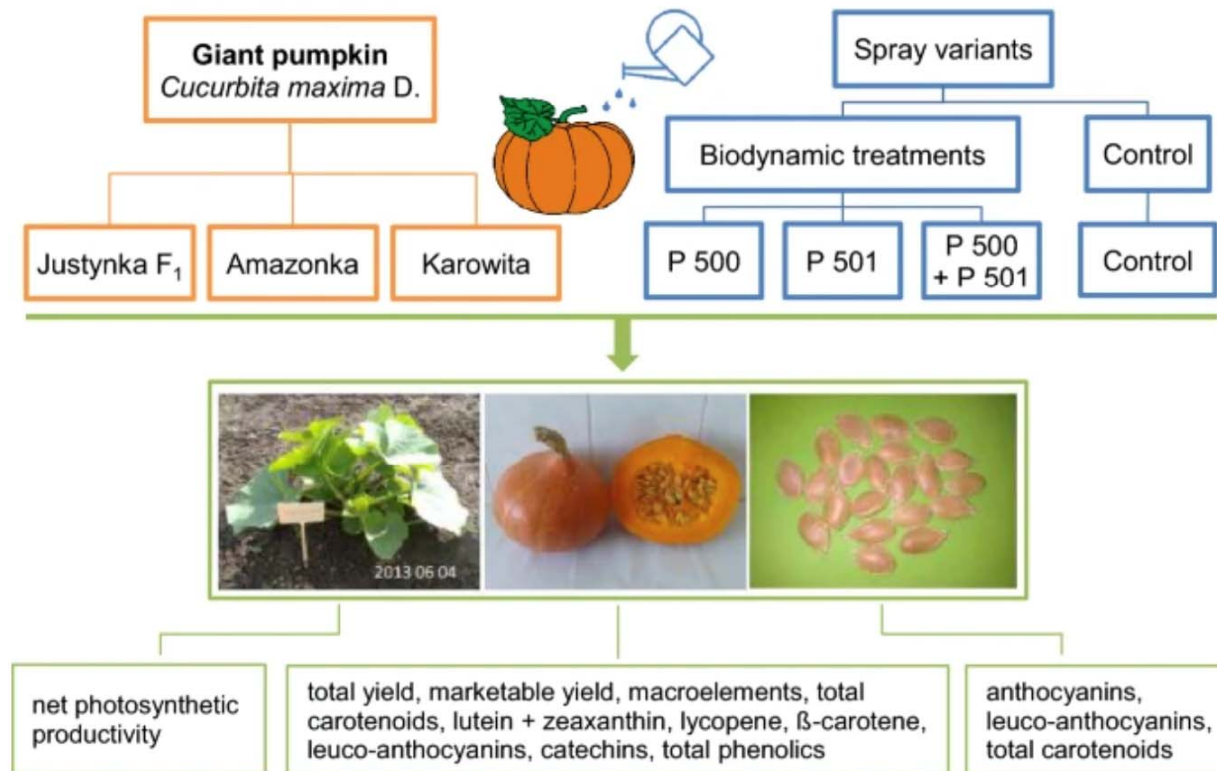 Giant pumpkin
Cucurbita maxima D.
Justynka F₁
Amazonka
Karowita
Spray variants
Biodynamic treatments
Control
P 500
P 501
P 500
+ P 501
Control
2013 06 04
net photosynthetic
productivity
total yield, marketable yield, macroelements, total
carotenoids, lutein + zeaxanthin, lycopene, ß-carotene,
leuco-anthocyanins, catechins, total phenolics
anthocyanins,
leuco-anthocyanins,
total carotenoids